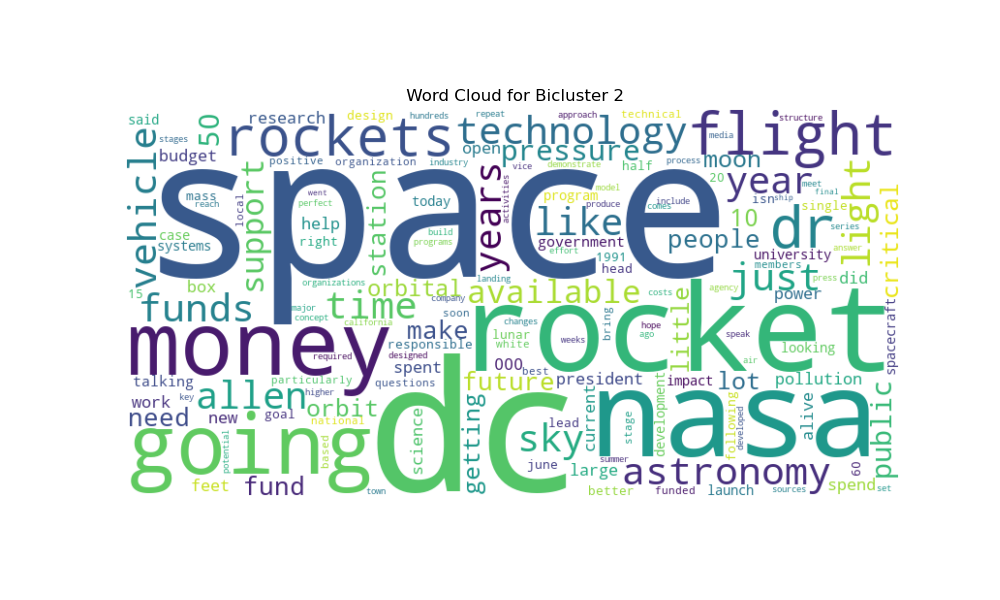 Word Cloud for Bicluster 2
said
stages
50
research
design
hundreds
repeat
approach
technical
structure
rockets
technology
flight
media
vehicle
budget
positive
organization
industry
open
pressure
demonstrate
half
process
moon
space
support
mass
reach
local
went
perfect
station
today
years
vice
activities
model
program
produce
include
comes
20
year
isn
ship
meet
final
single
series
light
critical
case
systems
help
right
build
programs
like
government
effort
1991
head
people
10
dr
answer
university
members
press
did
15
box
organizations
orbital
landing
available
costs
agency
just
power
funds
major
concept
time
california
company
soon
changes
lunar
white
bring
hope
ago
little
speak
air
looking
spacecraft
money
required
make
responsible
designed
spent
rocket
weeks
000
best
talking
key
particularly
higher
questions
future
president
impact
lot
pollution
work
allen
need
new
goal
orbit
national
dc
science
getting
lead
current
stage
development
nasa
following
developed
alive
public
going
potential
based
sky
june
summer
large
astronomy
60
feet
fund
town
better
funded
launch
sources
spend
set